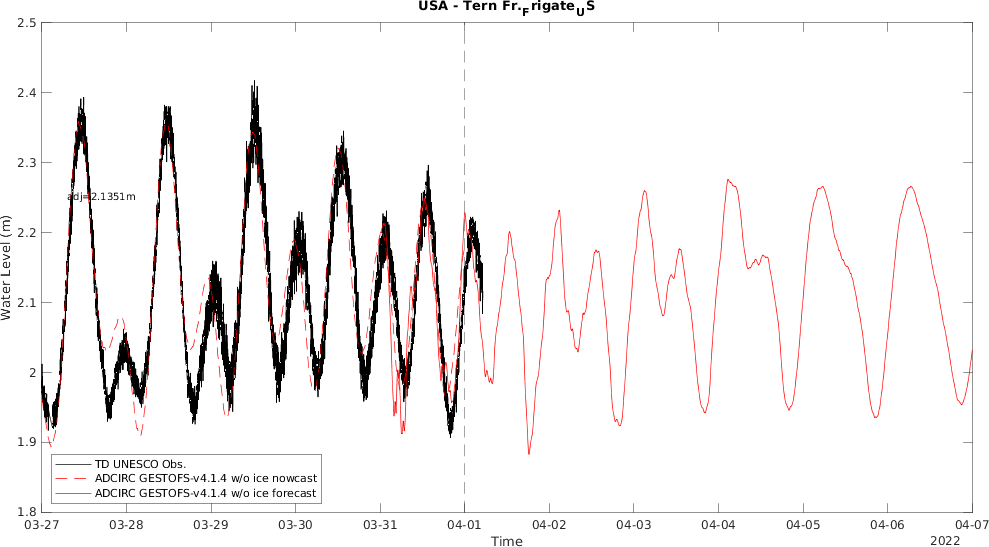 USA - Tern Fr.FrigateUS
2.5
2.4
2.3
2.2
2.1
2
1.9
1.8
Water Level (m)
adj=2.1351m
TD UNESCO Obs.
ADCIRC GESTOFS-v4.1.4 w/o ice nowcast
ADCIRC GESTOFS-v4.1.4 w/o ice forecast
03-27 03-28 03-29 03-30 03-31 04-01 04-02 04-03 04-04 04-05 04-06 04-07
Time
2022